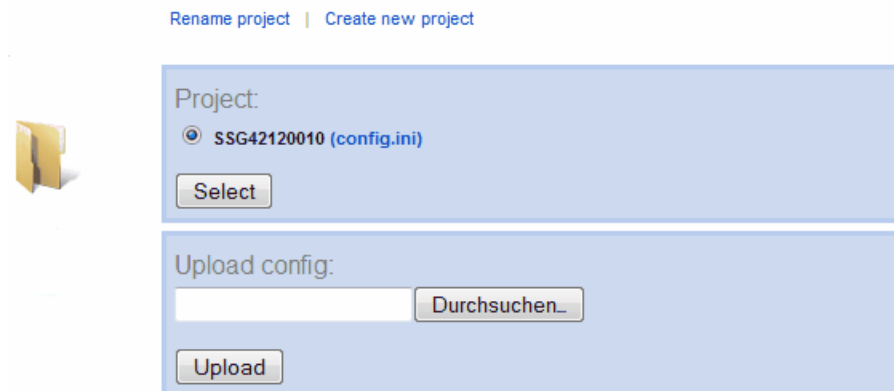 Rename project | Create new project
Project:
SSG42120010 (config.ini)
Select
Upload config:
Durchsuchen…
Upload